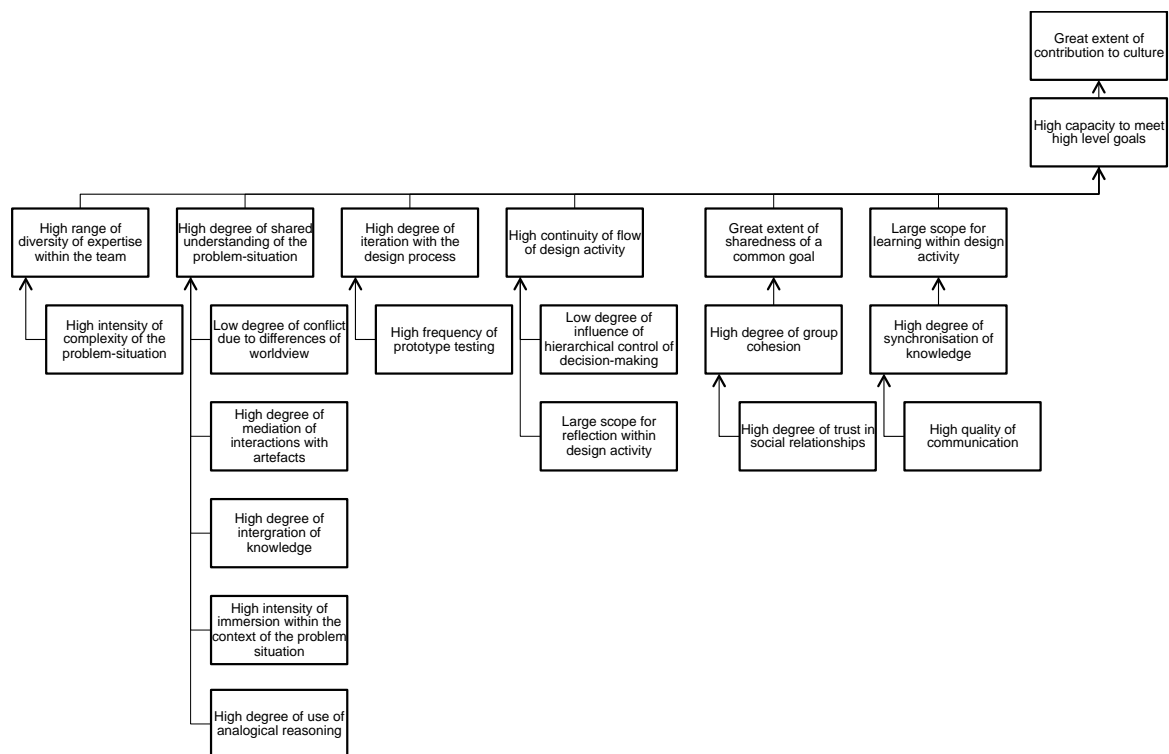 Great extent of
contribution to culture
High capacity to meet
high level goals
High range of
diversity of expertise
within the team
High degree of shared
understanding of the
problem-situation
High degree of
iteration with the
design process
High continuity of flow
of design activity
Great extent of
sharedness of a
common goal
Large scope for
learning within design
activity
High intensity of
complexity of the
problem-situation
Low degree of conflict
due to differences of
worldview
High frequency of
prototype testing
Low degree of
influence of
hierarchical control of
decision-making
High degree of group
cohesion
High degree of
synchronisation of
knowledge
High degree of
mediation of
interactions with
artefacts
Large scope for
reflection within
design activity
High degree of trust in
social relationships
High quality of
communication
High degree of
intergration of
knowledge
High intensity of
immersion within the
context of the problem
situation
High degree of use of
analogical reasoning